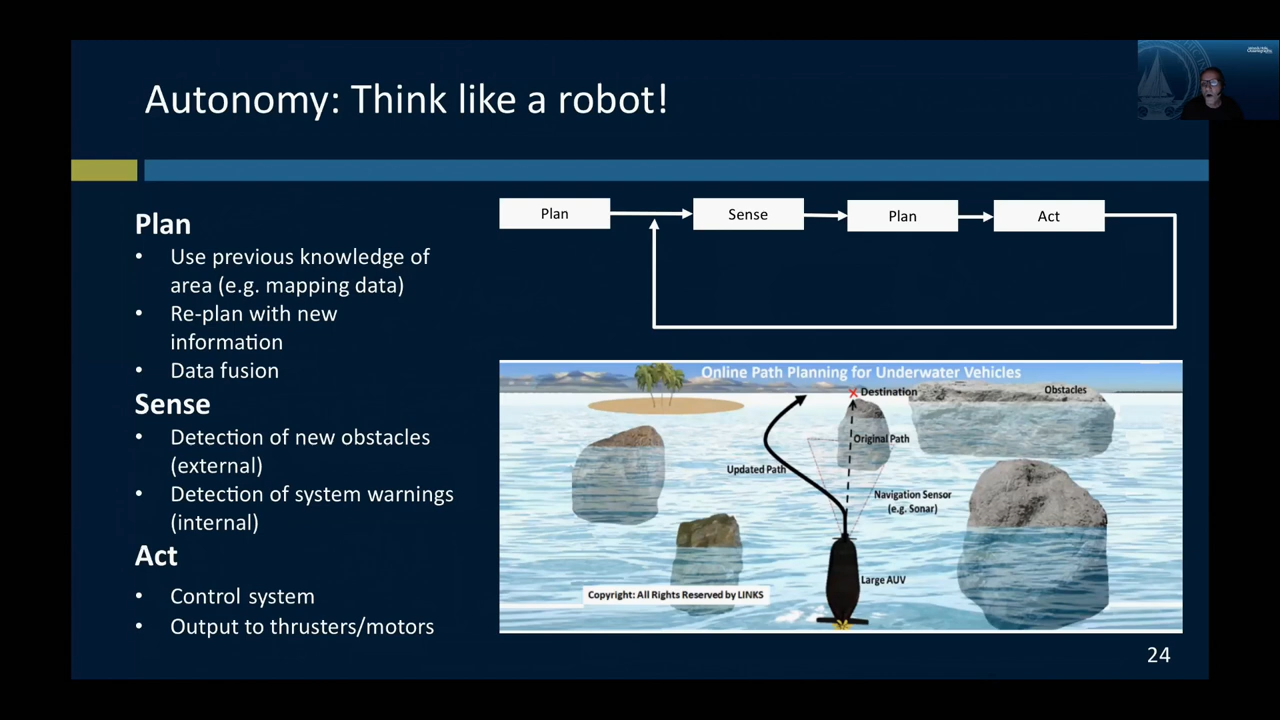 Autonomy: Think like a robot!
Plan
• Use previous knowledge of
area (e.g. mapping data)
• Re-plan with new
information
• Data fusion
Sense
• Detection of new obstacles
(external)
• Detection of system warnings
(internal)
Act
• Control system
• Output to thrusters/motors
Plan
Sense
Plan
Act
Online Path Planning for Underwater Vehicles
Destination
Obstacles
Original Path
Updated Path
Navigation Sensor
(e.g. Sonar)
Large AUV
Copyright: All Rights Reserved by LINKS
24